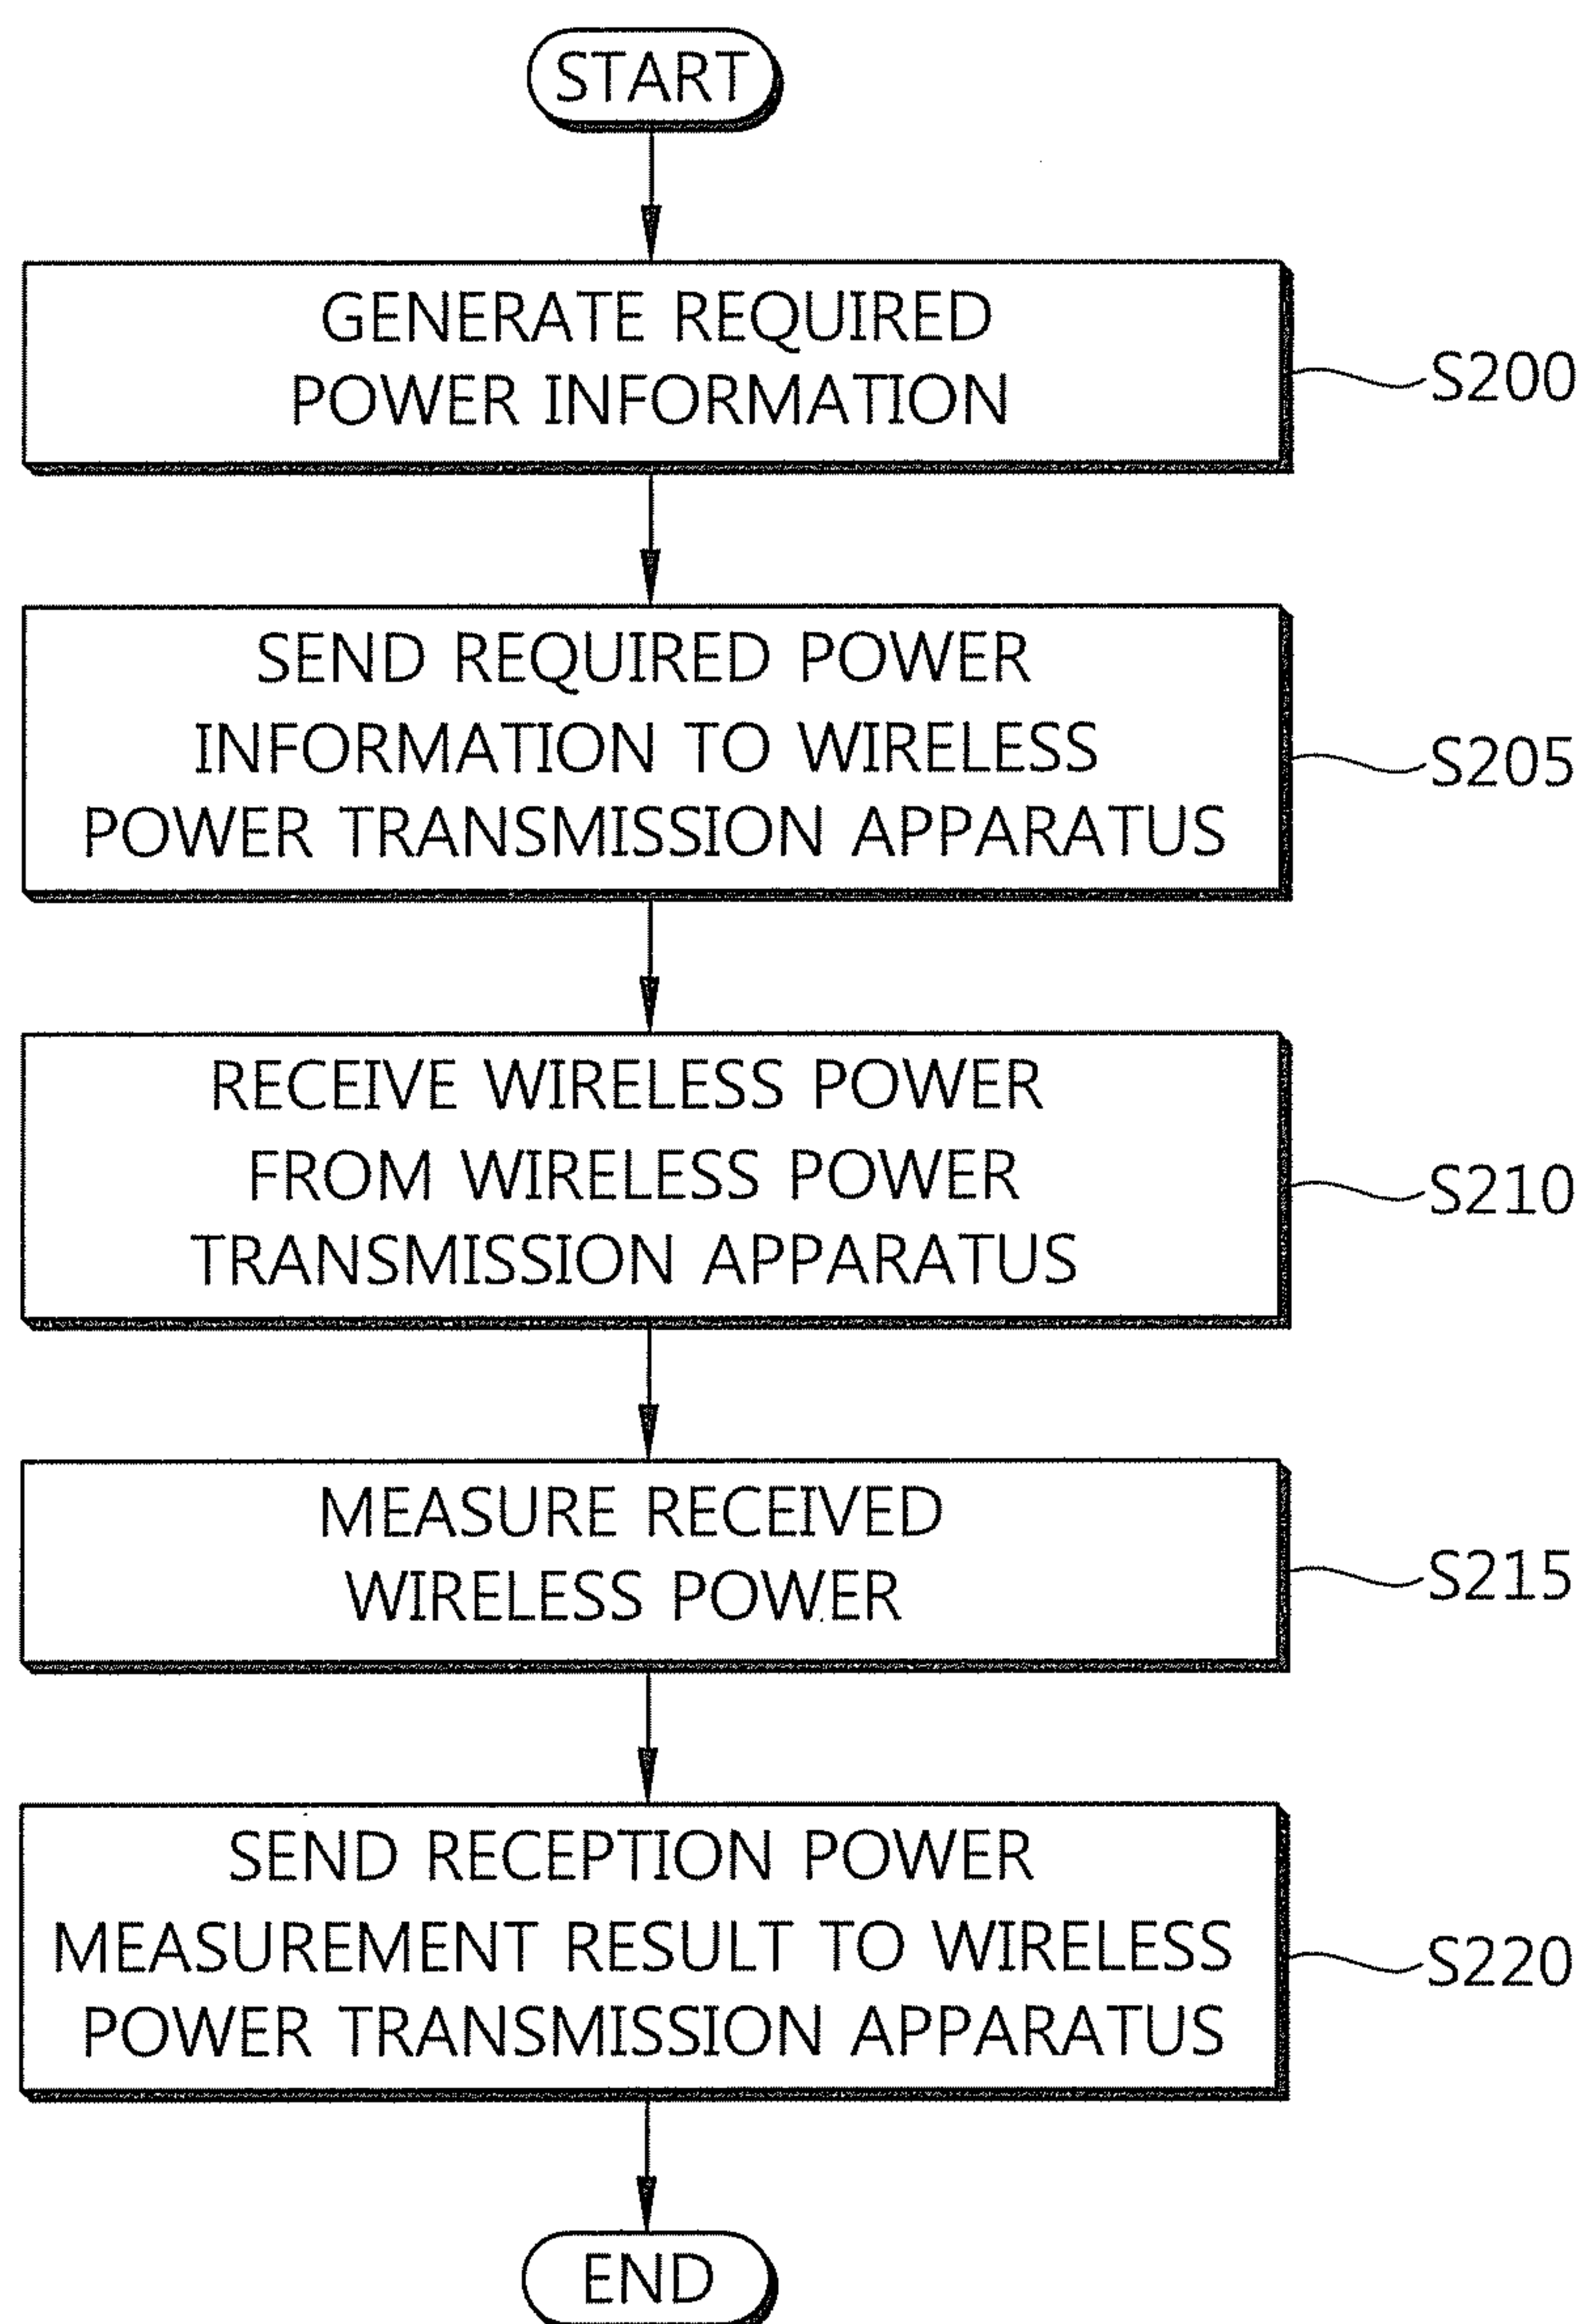 START
GENERATE REQUIRED
POWER INFORMATION
S200
SEND REQUIRED POWER
INFORMATION TO WIRELESS
POWER TRANSMISSION APPARATUS
S205
RECEIVE WIRELESS POWER
FROM WIRELESS POWER
TRANSMISSION APPARATUS
S210
MEASURE RECEIVED
WIRELESS POWER
S215
SEND RECEPTION POWER
MEASUREMENT RESULT TO WIRELESS
POWER TRANSMISSION APPARATUS
S220
END